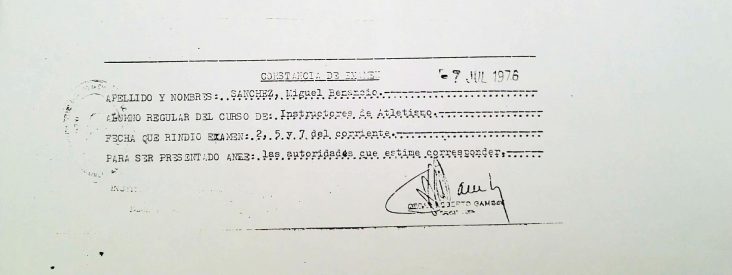 CONSTANCIA DE EXAMEN
-7 JUL 1976
APELLIDO Y NOMBRES: SANCHEZ, Miguel Benancio.
ALUMNO REGULAR DEL CURSO DE: Instructores de Atletismo.
FECHA QUE RINDIO EXAMEN: 2, 5 y 7 del corriente.
PARA SER PRESENTADO ANTE: las autoridades que estime corresponder.
ROBERTO